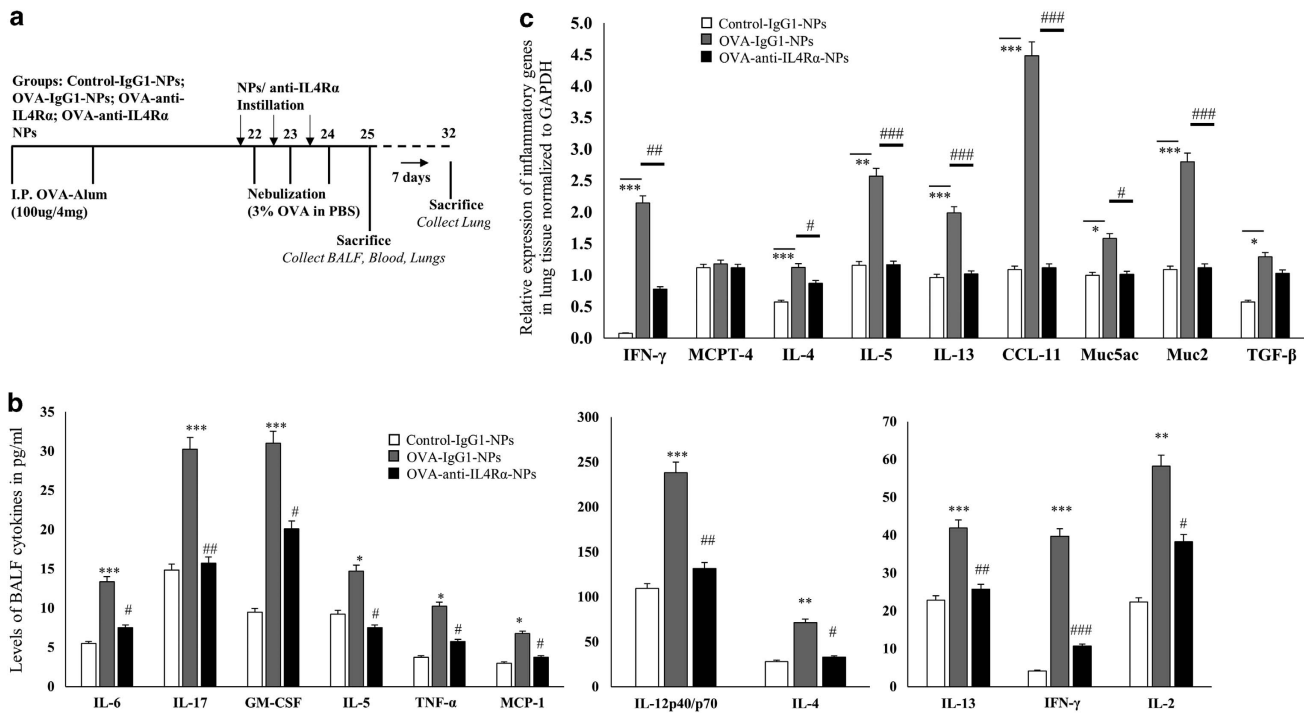 a
Groups: Control-IgG1-NPs;
OVA-IgG1-NPs; OVA-anti-
IL4Rα; OVA-anti-IL4Rα
NPs
NPs/ anti-IL4Rα
Instillation
22 23 24 25 32
7 days
I.P. OVA-Alum
(100ug/4mg)
Nebulization
(3% OVA in PBS)
Sacrifice
Collect BALF, Blood, Lungs
Sacrifice
Collect Lung
c
Relative expression of inflammatory genes
in lung tissue normalized to GAPDH
5.0
4.5
4.0
3.5
3.0
2.5
2.0
1.5
1.0
0.5
0.0
Control-IgG1-NPs
OVA-IgG1-NPs
OVA-anti-IL4Rα-NPs
*** ##
*** #
** ###
*** ###
*** ###
* #
*** ###
*
IFN-γ MCPT-4 IL-4 IL-5 IL-13 CCL-11 Muc5ac Muc2 TGF-β
b
Levels of BALF cytokines in pg/ml
35
30
25
20
15
10
5
0
Control-IgG1-NPs
OVA-IgG1-NPs
OVA-anti-IL4Rα-NPs
*** #
*** ##
*** #
* #
* #
* #
IL-6 IL-17 GM-CSF IL-5 TNF-α MCP-1
300
250
200
150
100
50
0
*** ##
** #
IL-12p40/p70 IL-4
70
60
50
40
30
20
10
0
*** ##
*** ###
** #
IL-13 IFN-γ IL-2